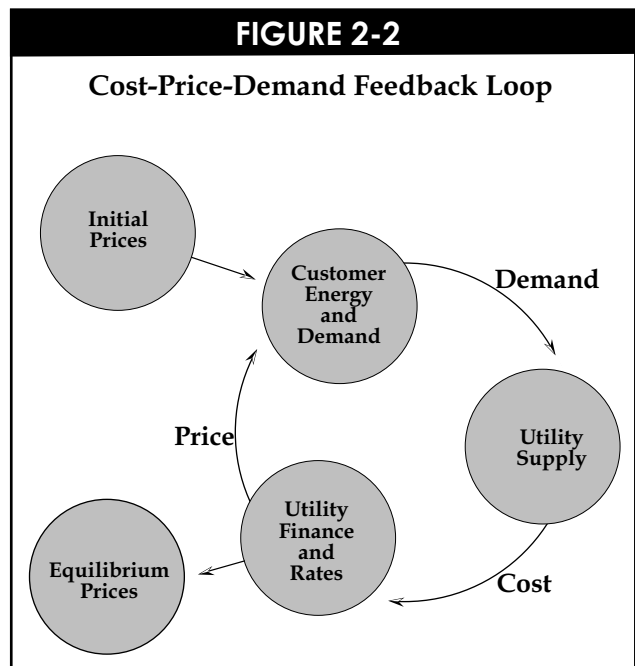 FIGURE 2-2
Cost-Price-Demand Feedback Loop
Initial
Prices
Customer
Energy
and
Demand
Demand
Utility
Supply
Price
Utility
Finance
and
Rates
Equilibrium
Prices
Cost